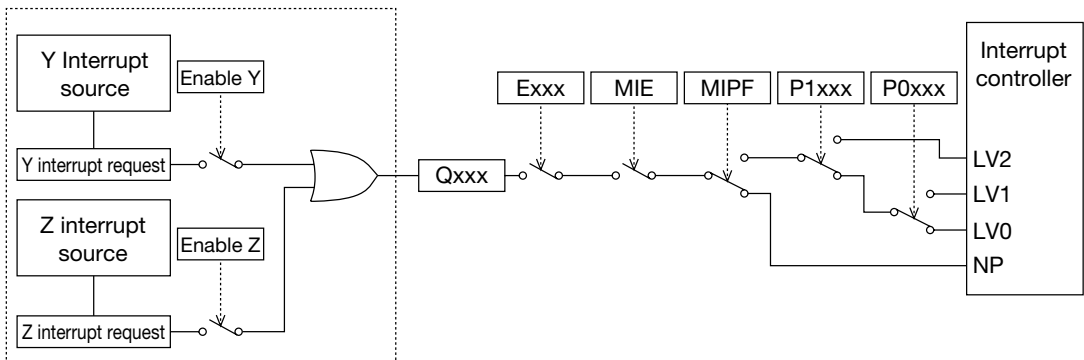 Y Interrupt
source
Enable Y
Y interrupt request
Z interrupt
source
Enable Z
Z interrupt request
Qxxx
Exxx
MIE
MIPF
P1xxx
P0xxx
Interrupt
controller
LV2
LV1
LV0
NP